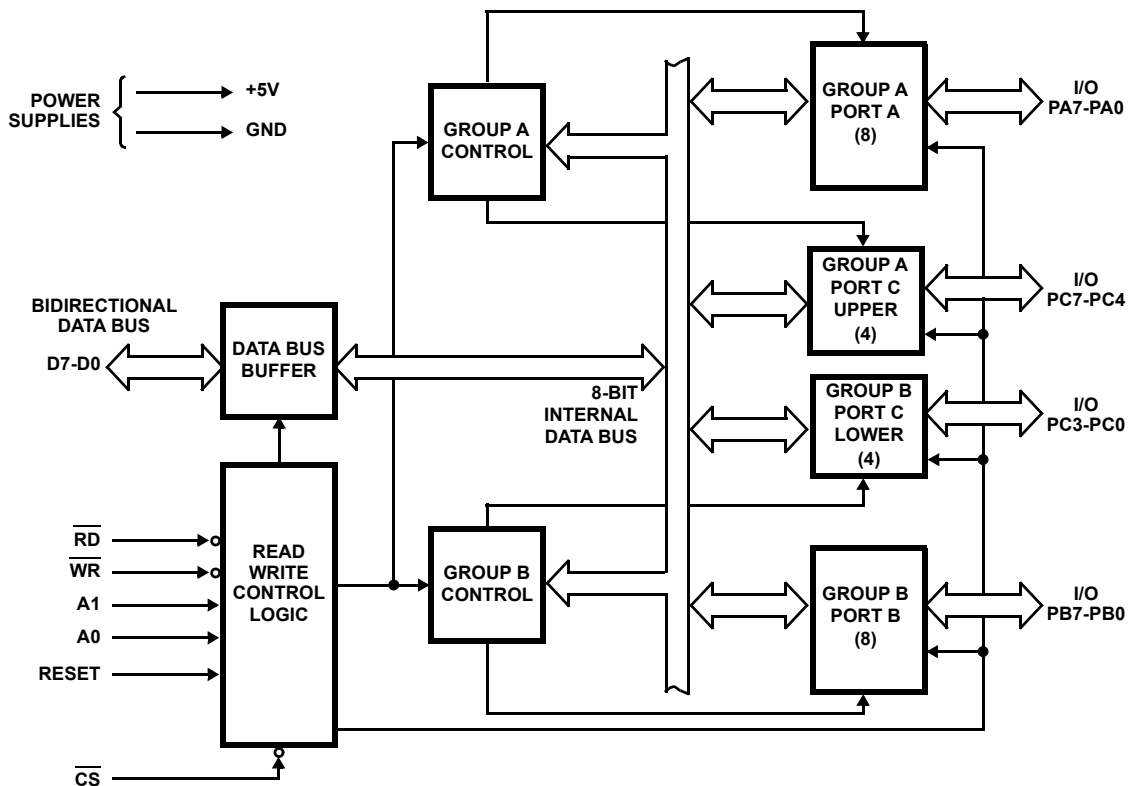 POWER
SUPPLIES
+5V
GND
GROUP A
CONTROL
GROUP A
PORT A
(8)
I/O
PA7-PA0
GROUP A
PORT C
UPPER
(4)
I/O
PC7-PC4
BIDIRECTIONAL
DATA BUS
D7-D0
DATA BUS
BUFFER
8-BIT
INTERNAL
DATA BUS
GROUP B
PORT C
LOWER
(4)
I/O
PC3-PC0
RD
WR
A1
A0
RESET
CS
READ
WRITE
CONTROL
LOGIC
GROUP B
CONTROL
GROUP B
PORT B
(8)
I/O
PB7-PB0